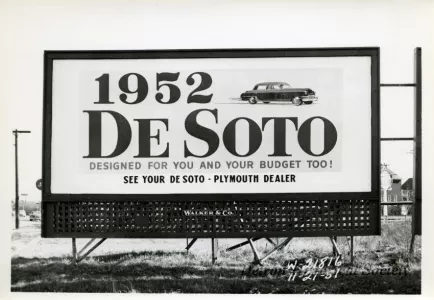 1952
DE SOTO
DESIGNED FOR YOU AND YOUR BUDGET TOO!
SEE YOUR DE SOTO - PLYMOUTH DEALER
WALKER & CO.
11-21-51